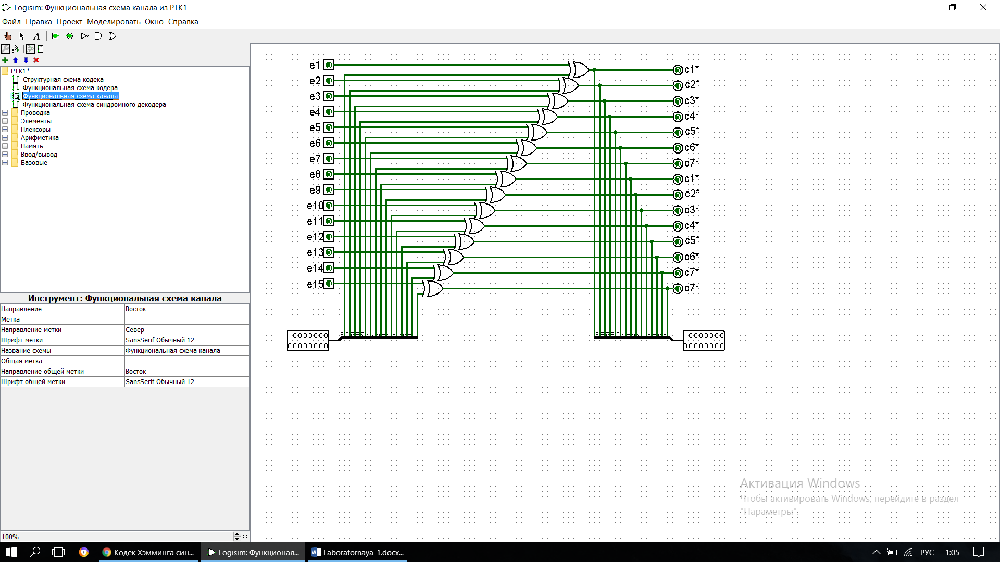 Logisim: Функциональная схема канала из РТК1
Файл Правка Проект Моделировать Окно Справка
A
РТК1*
Структурная схема кодека
Функциональная схема кодера
Функциональная схема канала
Функциональная схема синдромного декодера
Проводка
Элементы
Плексоры
Арифметика
Память
Ввод/вывод
Базовые
Инструмент: Функциональная схема канала
Направление Восток
Метка
Направление метки Север
Шрифт метки SansSerif Обычный 12
Название схемы Функциональная схема канала
Общая метка
Направление общей метки Восток
Шрифт общей метки SansSerif Обычный 12
100%
e1 c1*
e2 c2*
e3 c3*
e4 c4*
e5 c5*
e6 c6*
e7 c7*
e8 c1*
e9 c2*
e10 c3*
e11 c4*
e12 c5*
e13 c6*
e14 c7*
e15 c7*
0000000 0000000
00000000 00000000
Активация Windows
Чтобы активировать Windows, перейдите в раздел
"Параметры".
Кодек Хэмминга син... Logisim: Функционал... Laboratornaya_1.docx... РУС 1:05